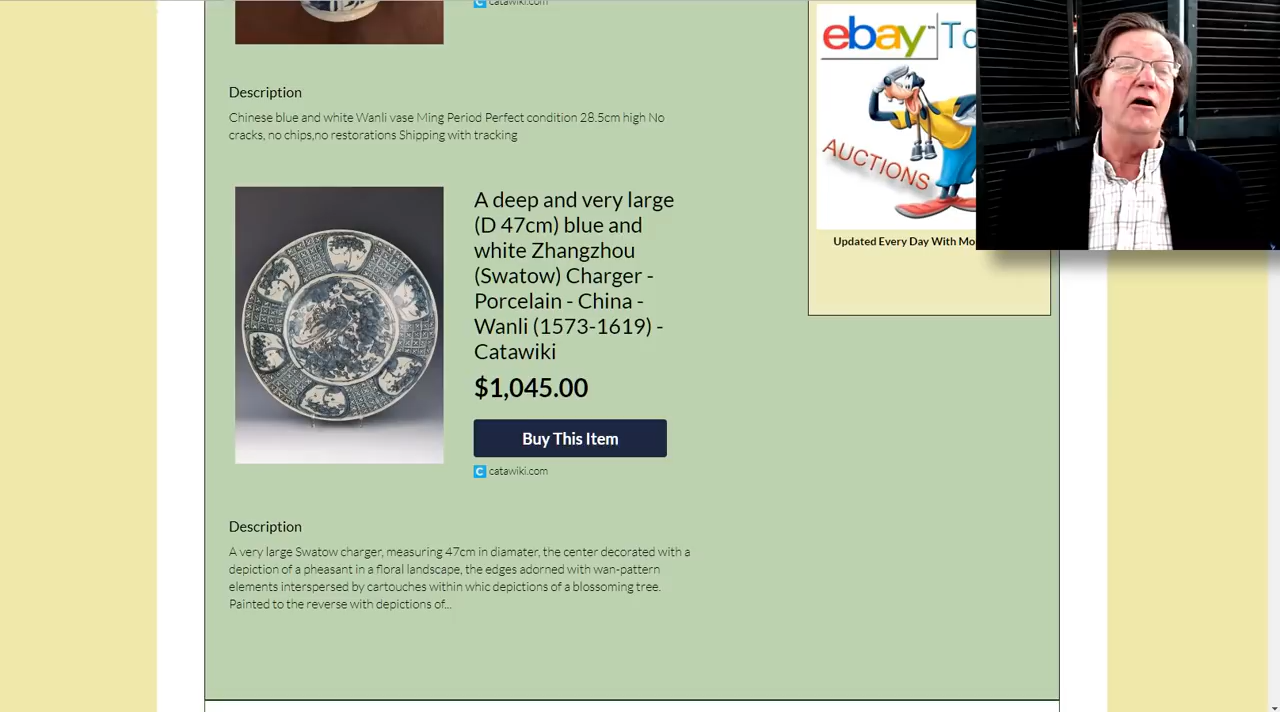 catawiki.com
ebay
AUCTIONS
Updated Every Day With
Description
Chinese blue and white Wanli vase Ming Period Perfect condition 28.5cm high No
cracks, no chips,no restorations Shipping with tracking
A deep and very large
(D 47cm) blue and
white Zhangzhou
(Swatow) Charger -
Porcelain - China -
Wanli (1573-1619) -
Catawiki
$1,045.00
Buy This Item
C catawiki.com
Description
A very large Swatow charger, measuring 47cm in diamater, the center decorated with a
depiction of a pheasant in a floral landscape, the edges adorned with wan-pattern
elements interspersed by cartouches within whic depictions of a blossoming tree.
Painted to the reverse with depictions of...